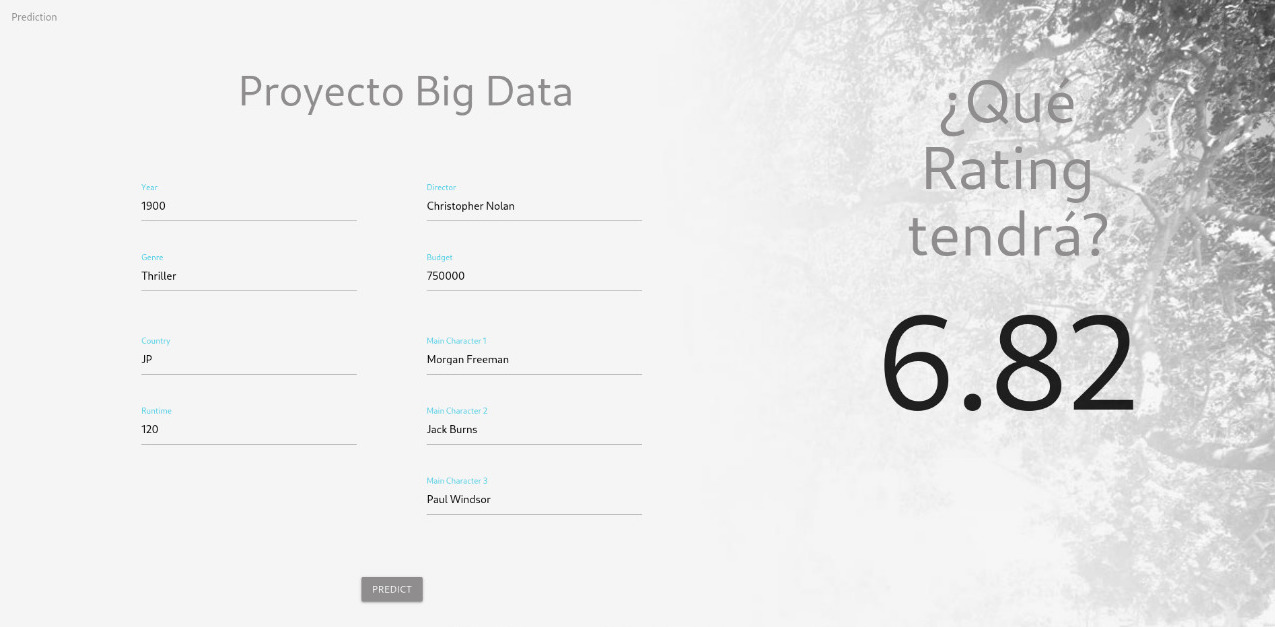 Prediction
Proyecto Big Data
Year
1900
Director
Christopher Nolan
Genre
Thriller
Budget
750000
Country
JP
Main Character 1
Morgan Freeman
Runtime
120
Main Character 2
Jack Burns
Main Character 3
Paul Windsor
PREDICT
¿Qué
Rating
tendrá?
6.82